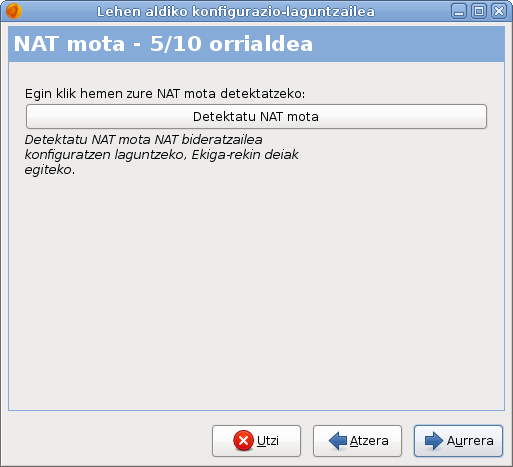 Lehen aldiko konfigurazio-laguntzailea
NAT mota - 5/10 orrialdea
Egin klik hemen zure NAT mota detektatzeko:
Detektatu NAT mota
Detektatu NAT mota NAT bideratzailea
konfiguratzen laguntzeko, Ekiga-rekin deiak
egiteko.
Utzi
Atzera
Aurrera